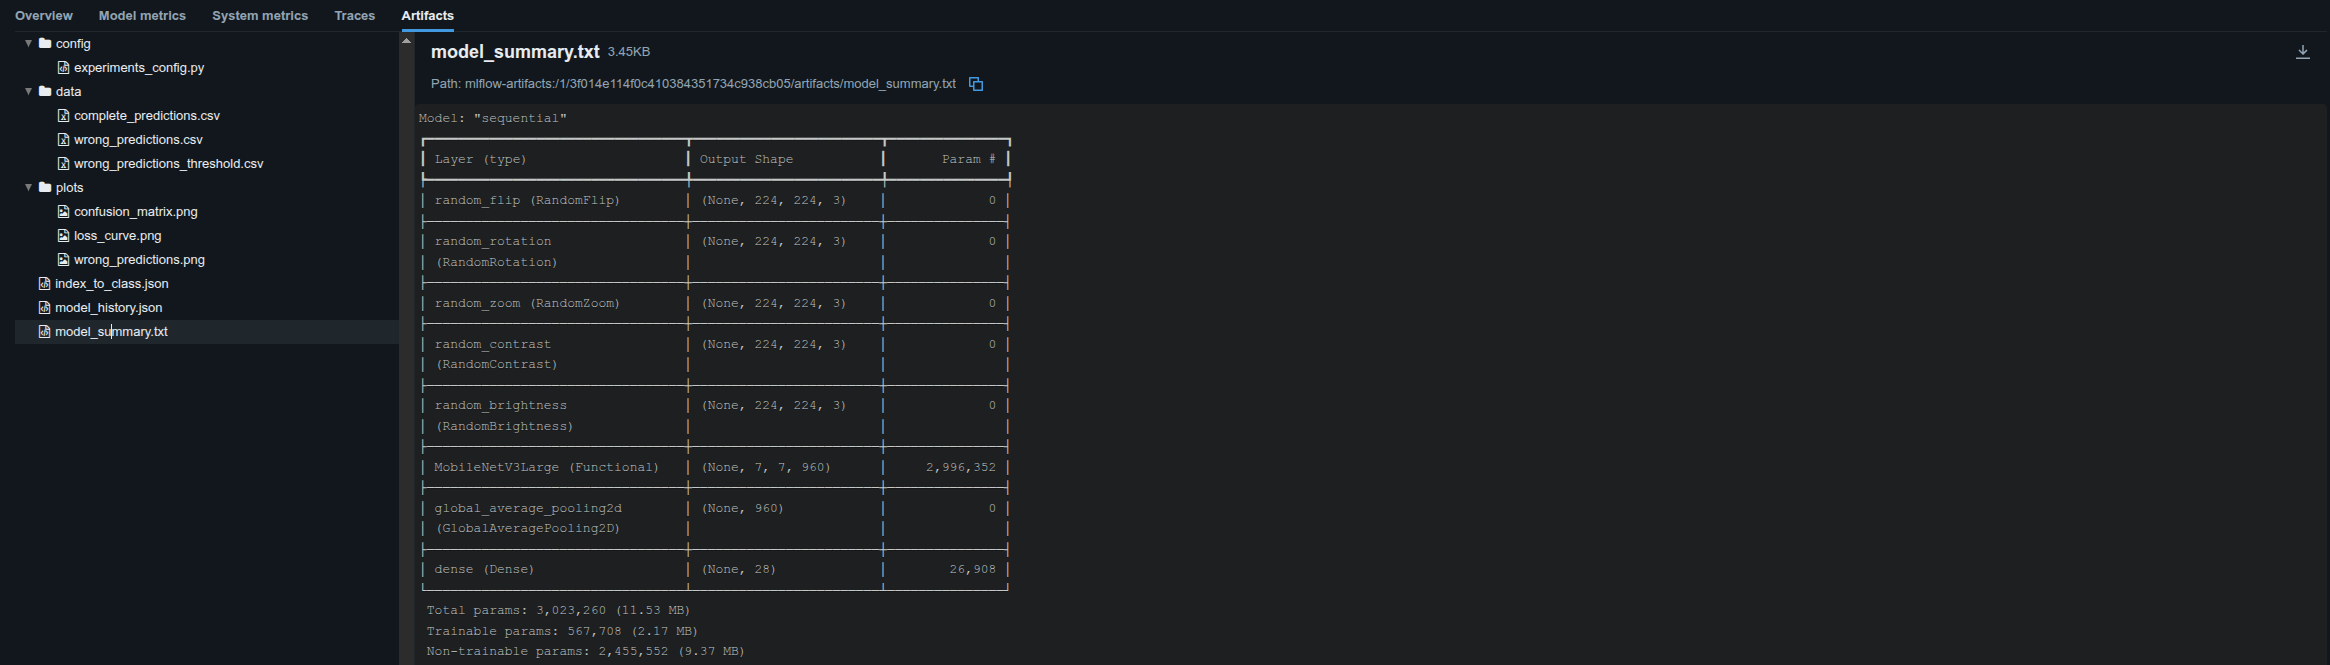 Overview Model metrics System metrics Traces Artifacts
config
experiments_config.py
data
complete_predictions.csv
wrong_predictions.csv
wrong_predictions_threshold.csv
plots
confusion_matrix.png
loss_curve.png
wrong_predictions.png
index_to_class.json
model_history.json
model_summary.txt
model_summary.txt 3.45KB
Path: mlflow-artifacts:/1/3f014e114f0c410384351734c938cb05/artifacts/model_summary.txt
Model: "sequential"
Layer (type) Output Shape Param #
random_flip (RandomFlip) (None, 224, 224, 3) 0
random_rotation (None, 224, 224, 3) 0
(RandomRotation)
random_zoom (RandomZoom) (None, 224, 224, 3) 0
random_contrast (None, 224, 224, 3) 0
(RandomContrast)
random_brightness (None, 224, 224, 3) 0
(RandomBrightness)
MobileNetV3Large (Functional) (None, 7, 7, 960) 2,996,352
global_average_pooling2d (None, 960) 0
(GlobalAveragePooling2D)
dense (Dense) (None, 28) 26,908
Total params: 3,023,260 (11.53 MB)
Trainable params: 567,708 (2.17 MB)
Non-trainable params: 2,455,552 (9.37 MB)